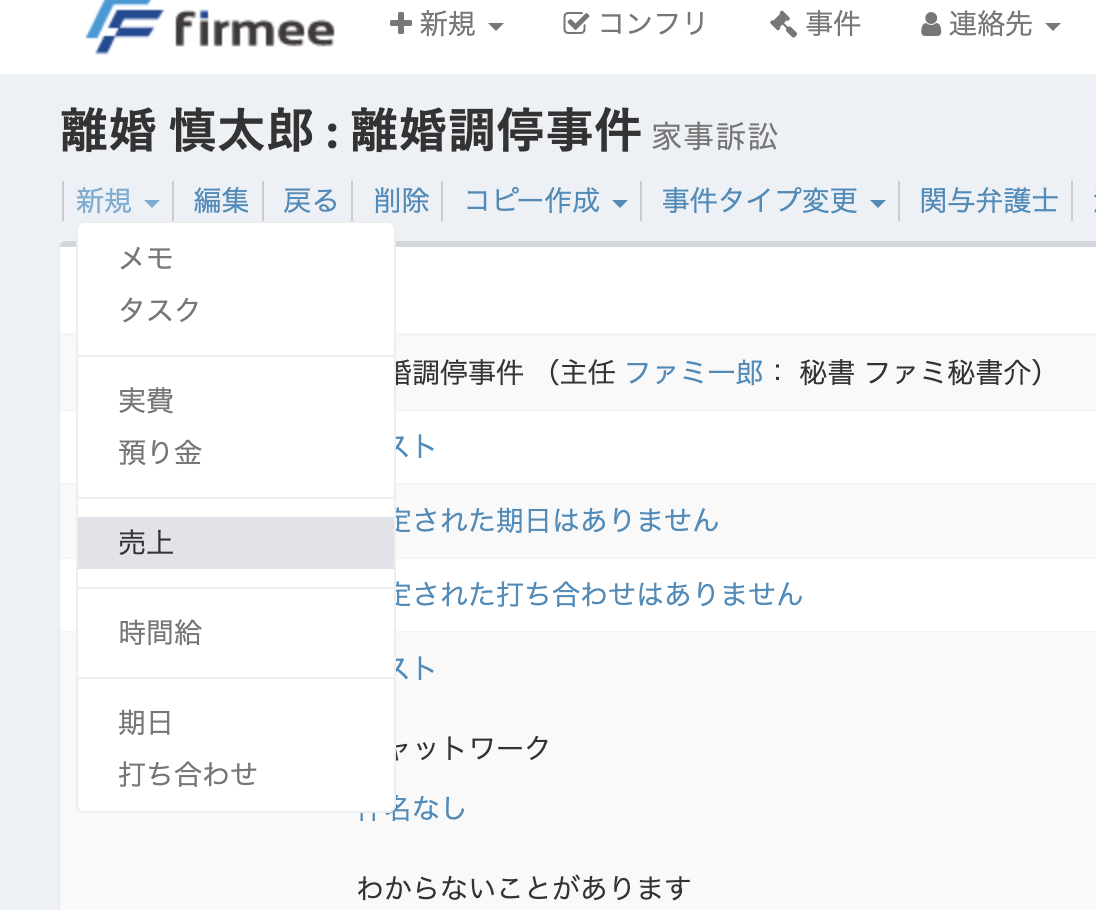 firmee 新規 コンフリ 事件 連絡先
離婚 慎太郎 : 離婚調停事件 家事訴訟
新規 編集 戻る 削除 コピー作成 事件タイプ変更 関与弁護士
メモ
タスク
婚調停事件 （主任 ファミ一郎： 秘書 ファミ秘書介）
実費
スト
預り金
定された期日はありません
売上
定された打ち合わせはありません
時間給
スト
期日
ャットワーク
打ち合わせ
件名なし
わからないことがあります